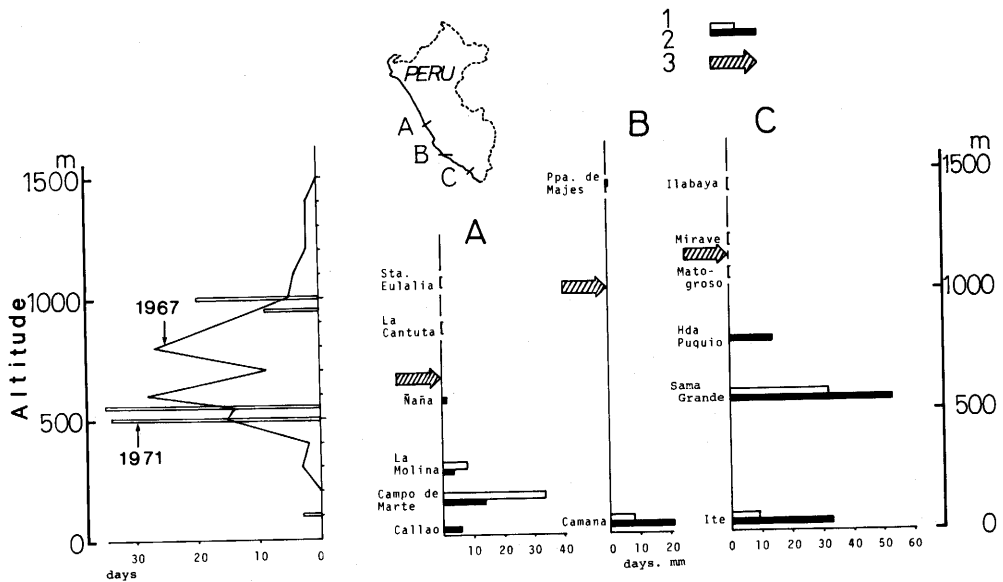 1
2
3
PERU
A
B
C
B
C
A
m
1500
1000
500
0
Altitude
1967
1971
30
20
10
0
days
Sta.
Eulalia
La
Cantuta
Ñaña
La
Molina
Campo de
Marte
Callao
0
10
20
30
40
Ppa. de
Majes
Camana
0
10
20
days. mm
Ilabaya
Mirave
Mato-
groso
Hda
Puquio
Sama
Grande
Ite
0
10
20
30
40
50
60
m
1500
1000
500
0